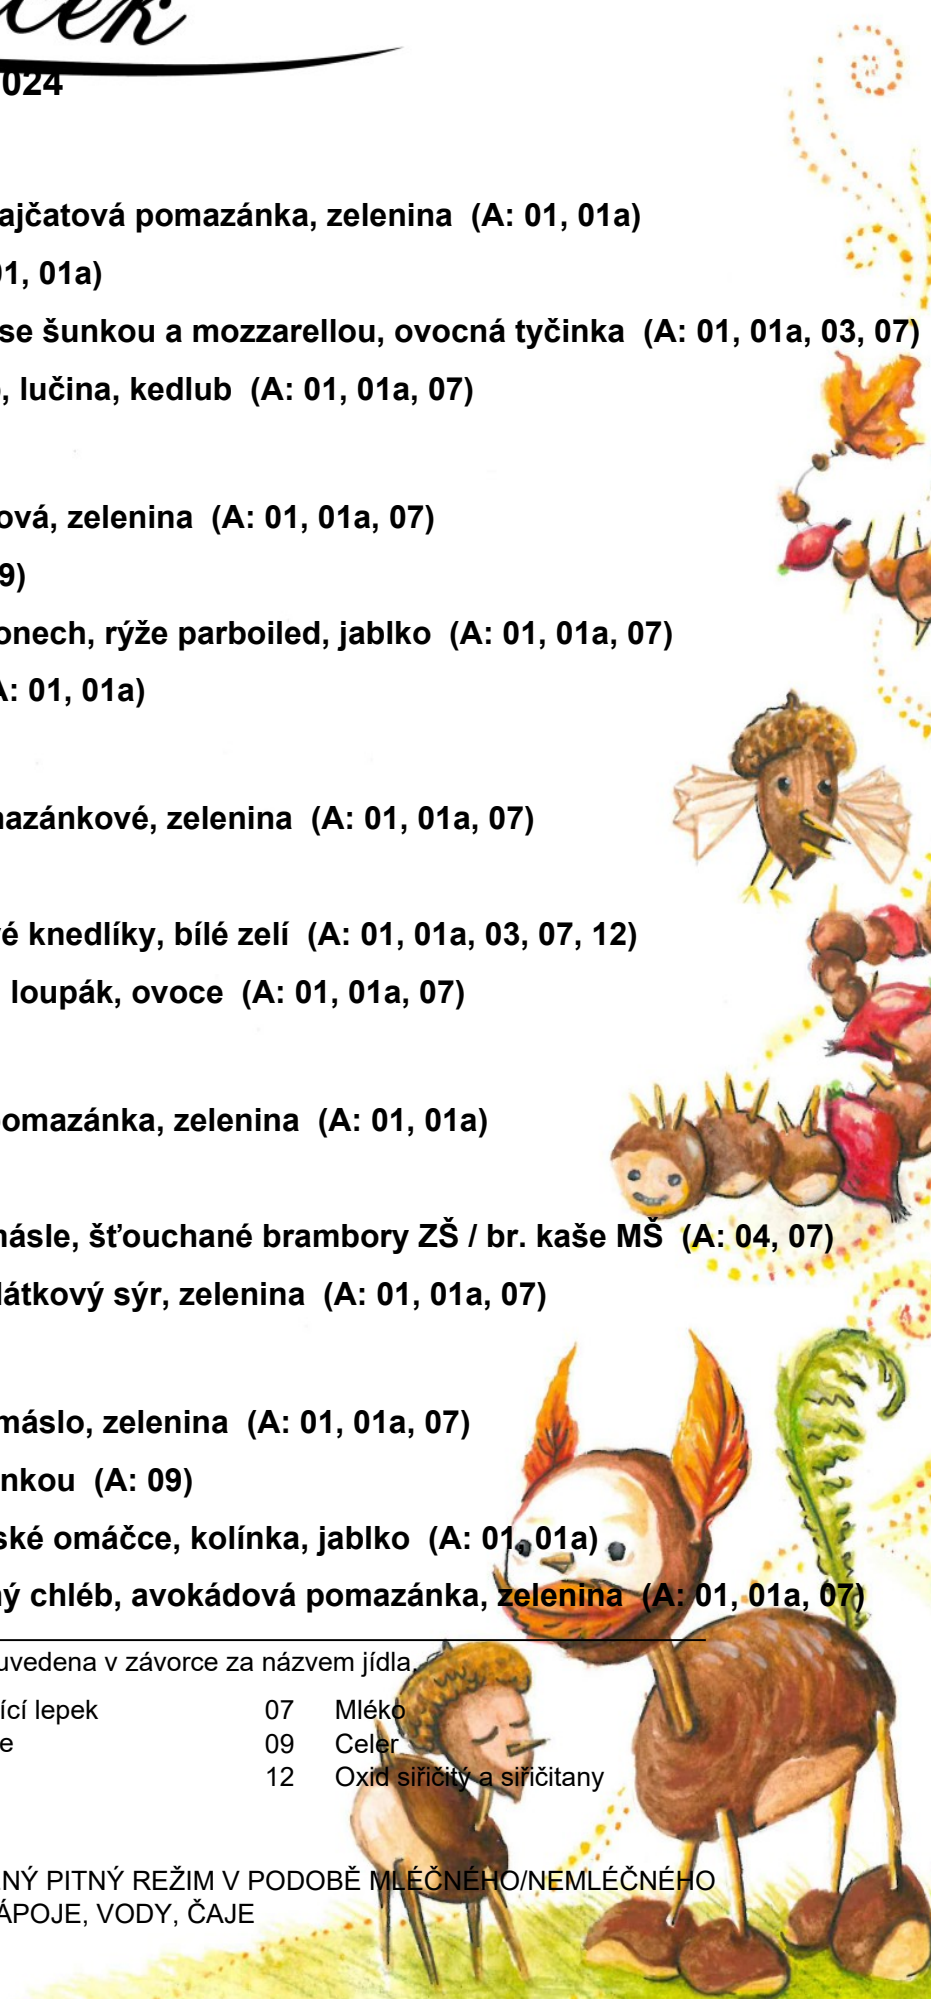 ček
024
ajčatová pomazánka, zelenina (A: 01, 01a)
01, 01a)
se šunkou a mozzarellou, ovocná tyčinka (A: 01, 01a, 03, 07)
, lučina, kedlub (A: 01, 01a, 07)
ová, zelenina (A: 01, 01a, 07)
9)
onech, rýže parboiled, jablko (A: 01, 01a, 07)
A: 01, 01a)
nazánkové, zelenina (A: 01, 01a, 07)
é knedlíky, bílé zelí (A: 01, 01a, 03, 07, 12)
loupák, ovoce (A: 01, 01a, 07)
pomazánka, zelenina (A: 01, 01a)
másle, šťouchané brambory ZŠ / br. kaše MŠ (A: 04, 07)
látkový sýr, zelenina (A: 01, 01a, 07)
máslo, zelenina (A: 01, 01a, 07)
nkou (A: 09)
ské omáčce, kolínka, jablko (A: 01, 01a)
ý chléb, avokádová pomazánka, zelenina (A: 01, 01a, 07)
uvedena v závorce za názvem jídla.
ící lepek 07 Mléko
e 09 Celer
12 Oxid siřičitý a siřičitany
NÝ PITNÝ REŽIM V PODOBĚ MLÉČNÉHO/NEMLÉČNÉHO
ÁPOJE, VODY, ČAJE